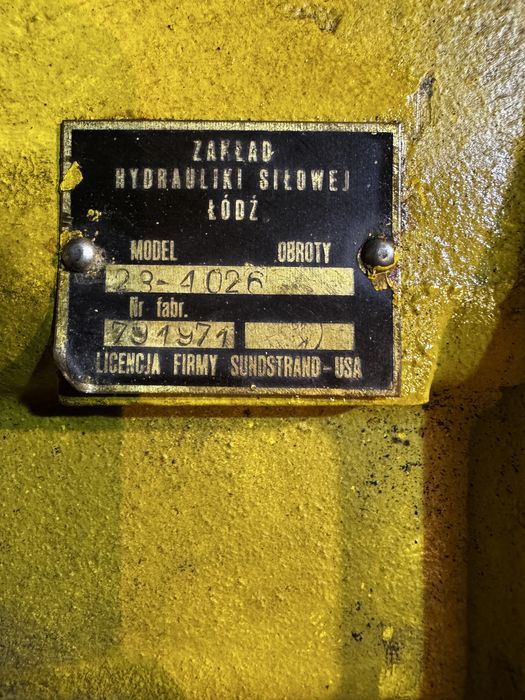 ZAKŁAD
HYDRAULIKI SIŁOWEJ
ŁÓDŹ
MODEL OBROTY
23-4026
Nr fabr.
791971
LICENCJA FIRMY SUNDSTRAND-USA